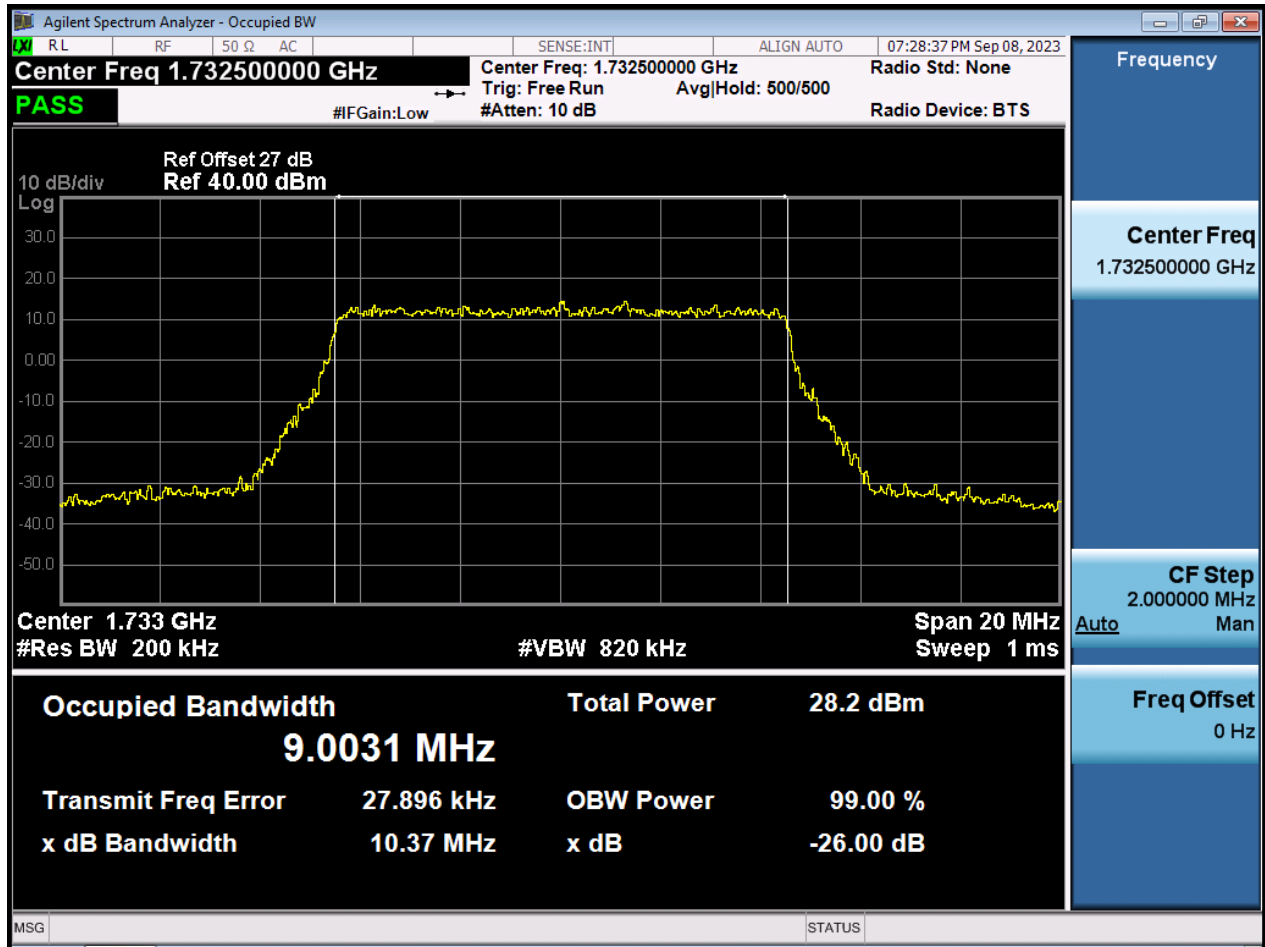 Agilent Spectrum Analyzer - Occupied BW
LXI RL RF 50 Ω AC SENSE:INT ALIGN AUTO 07:28:37 PM Sep 08, 2023
Center Freq 1.732500000 GHz
PASS
#IFGain:Low
Center Freq: 1.732500000 GHz
Trig: Free Run Avg|Hold: 500/500
#Atten: 10 dB
Radio Std: None
Radio Device: BTS
Ref Offset 27 dB
10 dB/div Ref 40.00 dBm
Log
30.0
20.0
10.0
0.00
-10.0
-20.0
-30.0
-40.0
-50.0
Center 1.733 GHz Span 20 MHz
#Res BW 200 kHz #VBW 820 kHz Sweep 1 ms
Occupied Bandwidth Total Power 28.2 dBm
9.0031 MHz
Transmit Freq Error 27.896 kHz OBW Power 99.00 %
x dB Bandwidth 10.37 MHz x dB -26.00 dB
MSG STATUS
Frequency
Center Freq
1.732500000 GHz
CF Step
2.000000 MHz
Auto Man
Freq Offset
0 Hz